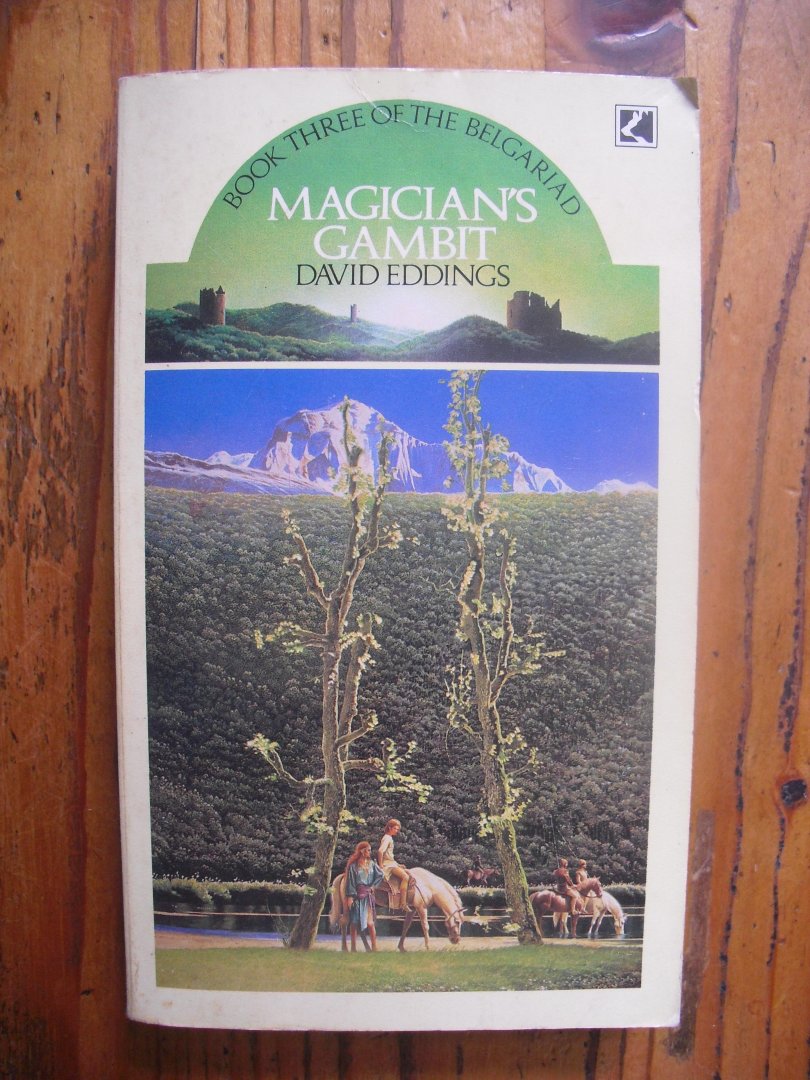 BOOK THREE OF THE BELGARIAD
MAGICIAN'S
GAMBIT
DAVID EDDINGS